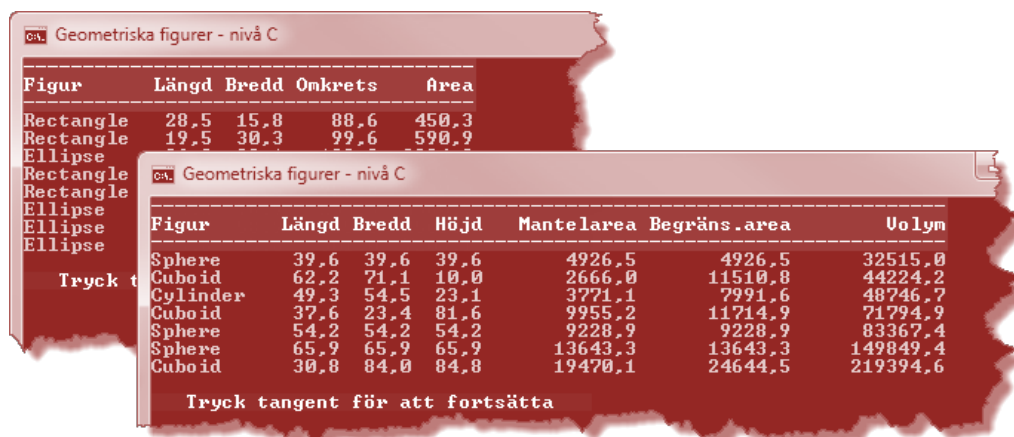 Geometriska figurer - nivå C
Figur Längd Bredd Omkrets Area
Rectangle 28,5 15,8 88,6 450,3
Rectangle 19,5 30,3 99,6 590,9
Ellipse
Rectangle
Rectangle
Ellipse
Ellipse
Ellipse
Tryck
Geometriska figurer - nivå C
Figur Längd Bredd Höjd Mantelarea Begräns.area Volym
Sphere 39,6 39,6 39,6 4926,5 4926,5 32515,0
Cuboid 62,2 71,1 10,0 2666,0 11510,8 44224,2
Cylinder 49,3 54,5 23,1 3771,1 7991,6 48746,7
Cuboid 37,6 23,4 81,6 9955,2 11714,9 71794,9
Sphere 54,2 54,2 54,2 9228,9 9228,9 83367,4
Sphere 65,9 65,9 65,9 13643,3 13643,3 149849,4
Cuboid 30,8 84,0 84,8 19470,1 24644,5 219394,6
Tryck tangent för att fortsätta